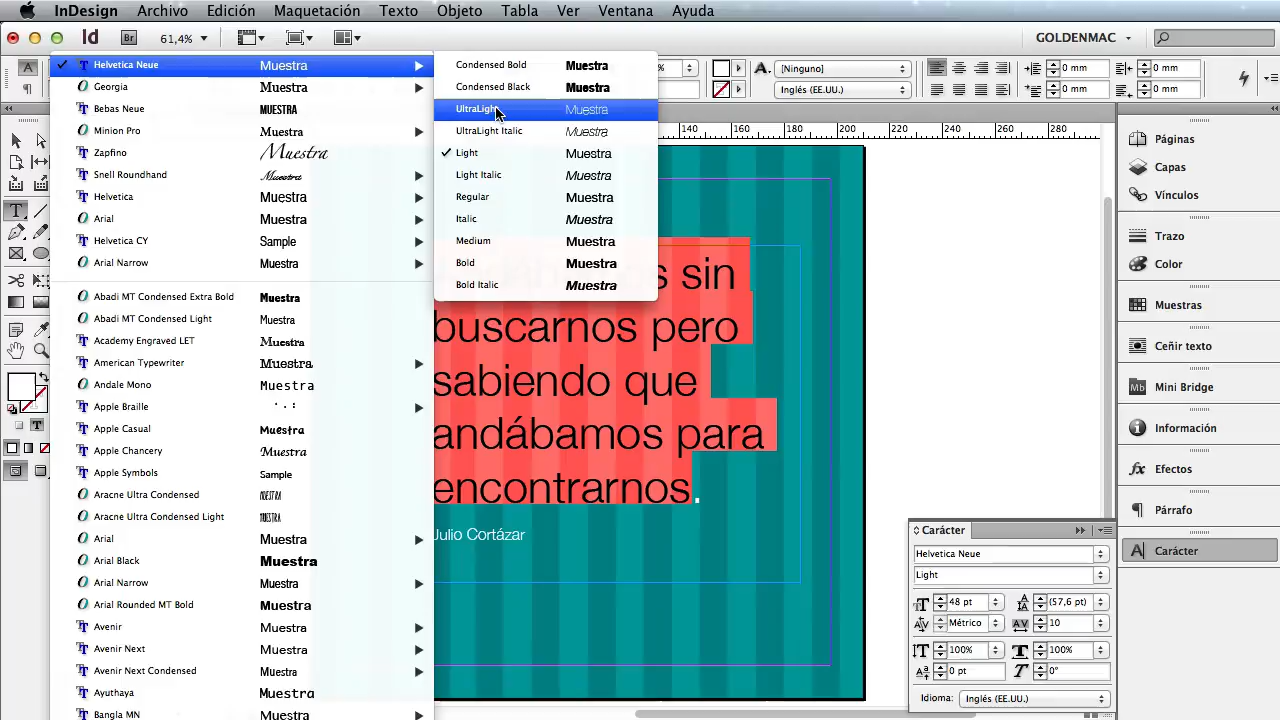 InDesign Archivo Edición Maquetación Texto Objeto Tabla Ver Ventana Ayuda
Id Br 61,4% GOLDENMAC
A T Helvetica Neue Muestra
O Georgia Muestra
O Bebas Neue MUESTRA
O Minion Pro Muestra
T Zapfino Muestra
T Snell Roundhand Muestra
T Helvetica Muestra
O Arial Muestra
T Helvetica CY Sample
O Arial Narrow Muestra
O Abadi MT Condensed Extra Bold Muestra
O Abadi MT Condensed Light Muestra
T Academy Engraved LET Muestra
T American Typewriter Muestra
O Andale Mono Muestra
T Apple Braille
T Apple Casual Muestra
T Apple Chancery Muestra
T Apple Symbols Sample
O Aracne Ultra Condensed MUESTRA
O Aracne Ultra Condensed Light MUESTRA
O Arial Muestra
O Arial Black Muestra
O Arial Narrow Muestra
O Arial Rounded MT Bold Muestra
T Avenir Muestra
T Avenir Next Muestra
T Avenir Next Condensed Muestra
T Ayuthaya Muestra
T Bangla MN Muestra
Condensed Bold Muestra
Condensed Black Muestra
UltraLight Muestra
UltraLight Italic Muestra
Light Muestra
Light Italic Muestra
Regular Muestra
Italic Muestra
Medium Muestra
Bold Muestra
Bold Italic Muestra
% A. [Ninguno] 0 mm 0 mm
Inglés (EE.UU.) 0 mm 0 mm
140 160 180 200 220 240 260 280
sin
buscarnos pero
sabiendo que
andábamos para
encontrarnos.
Julio Cortázar
Páginas
Capas
Vínculos
Trazo
Color
Muestras
Ceñir texto
Mb Mini Bridge
Información
fx Efectos
Párrafo
A Carácter
Carácter
Helvetica Neue
Light
48 pt (57,6 pt)
Métrico 10
100% 100%
0 pt 0°
Idioma: Inglés (EE.UU.)